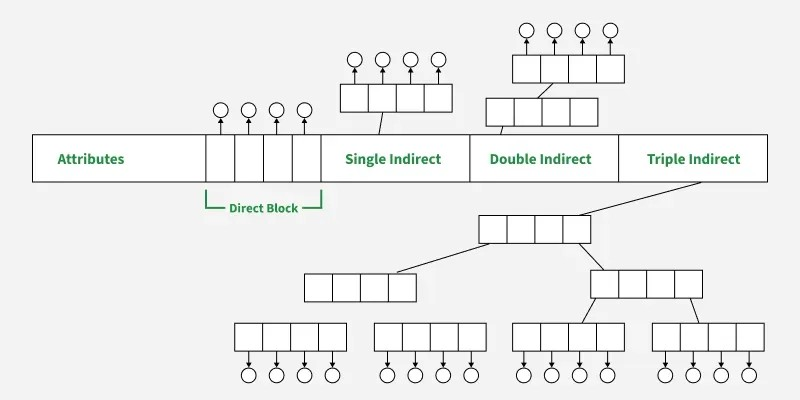 Attributes
Single Indirect
Double Indirect
Triple Indirect
Direct Block